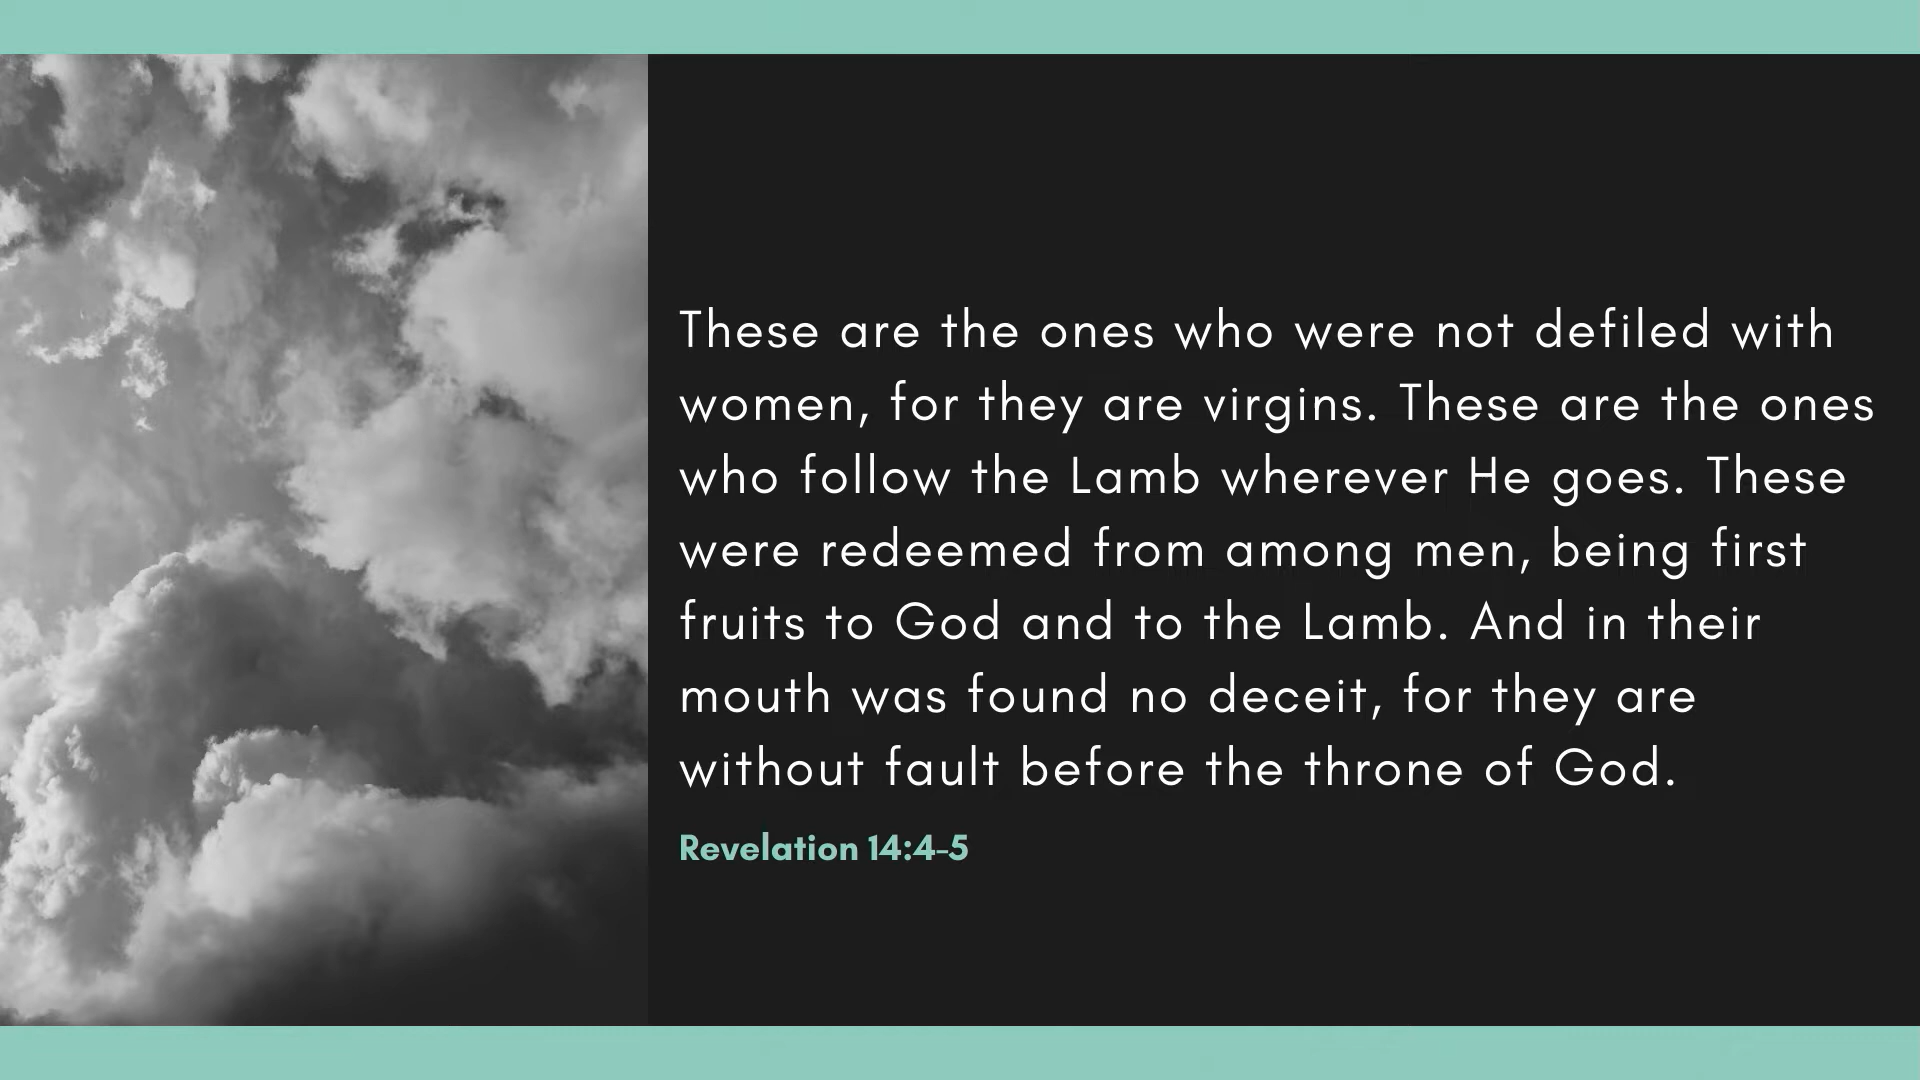 These are the ones who were not defiled with
women, for they are virgins. These are the ones
who follow the Lamb wherever He goes. These
were redeemed from among men, being first
fruits to God and to the Lamb. And in their
mouth was found no deceit, for they are
without fault before the throne of God.
Revelation 14:4-5